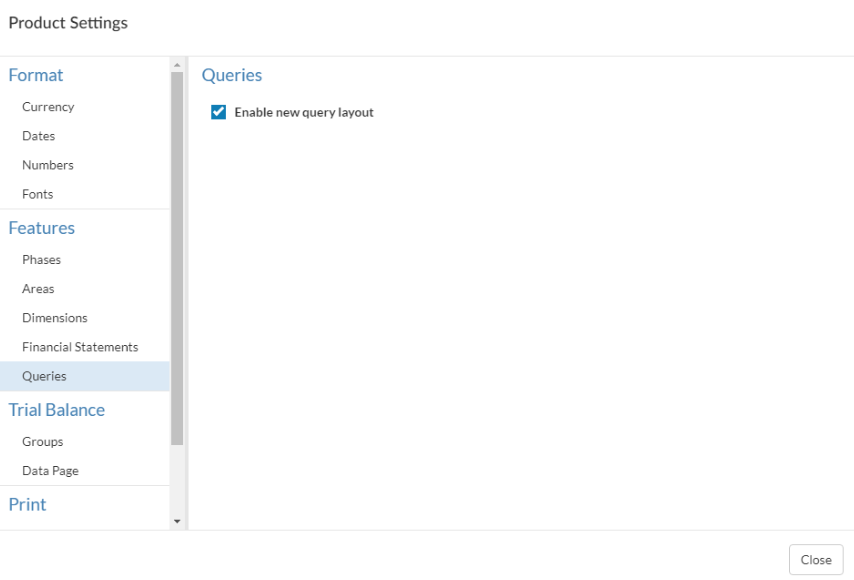 Product Settings
Format
Currency
Dates
Numbers
Fonts
Features
Phases
Areas
Dimensions
Financial Statements
Queries
Trial Balance
Groups
Data Page
Print
Queries
Enable new query layout
Close